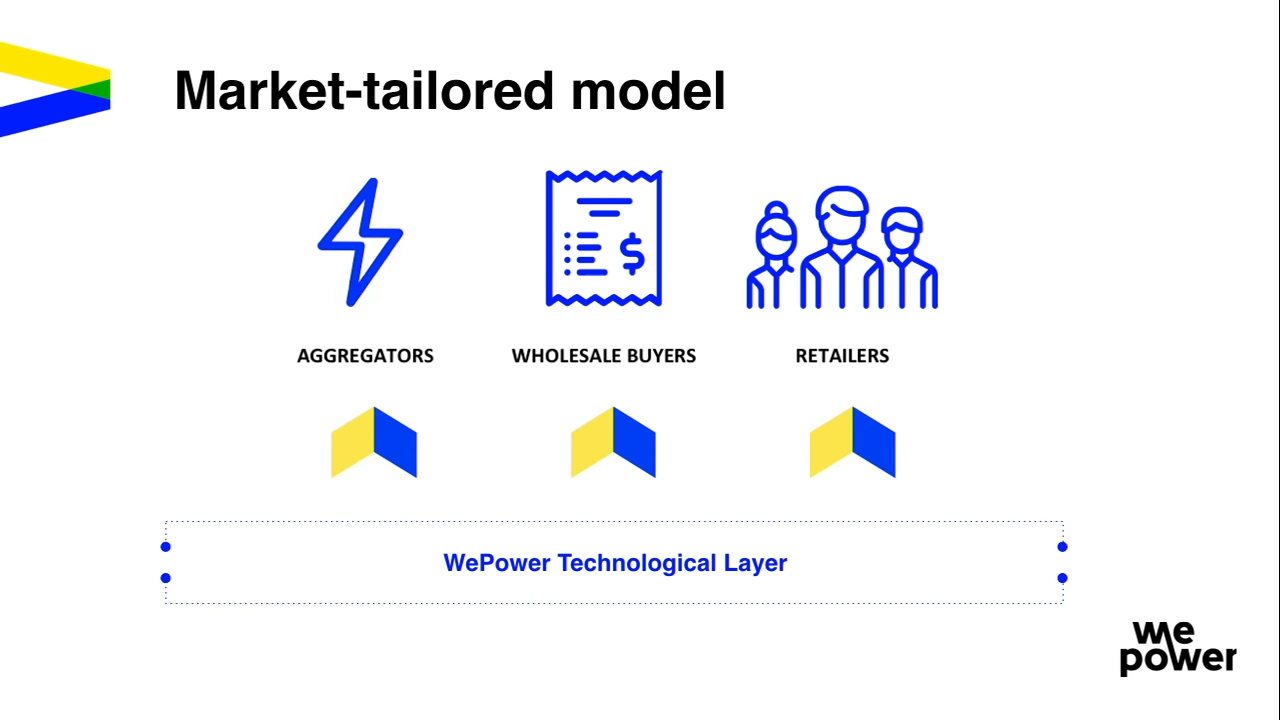 Market-tailored model
$
AGGREGATORS
WHOLESALE BUYERS
RETAILERS
WePower Technological Layer
we
power